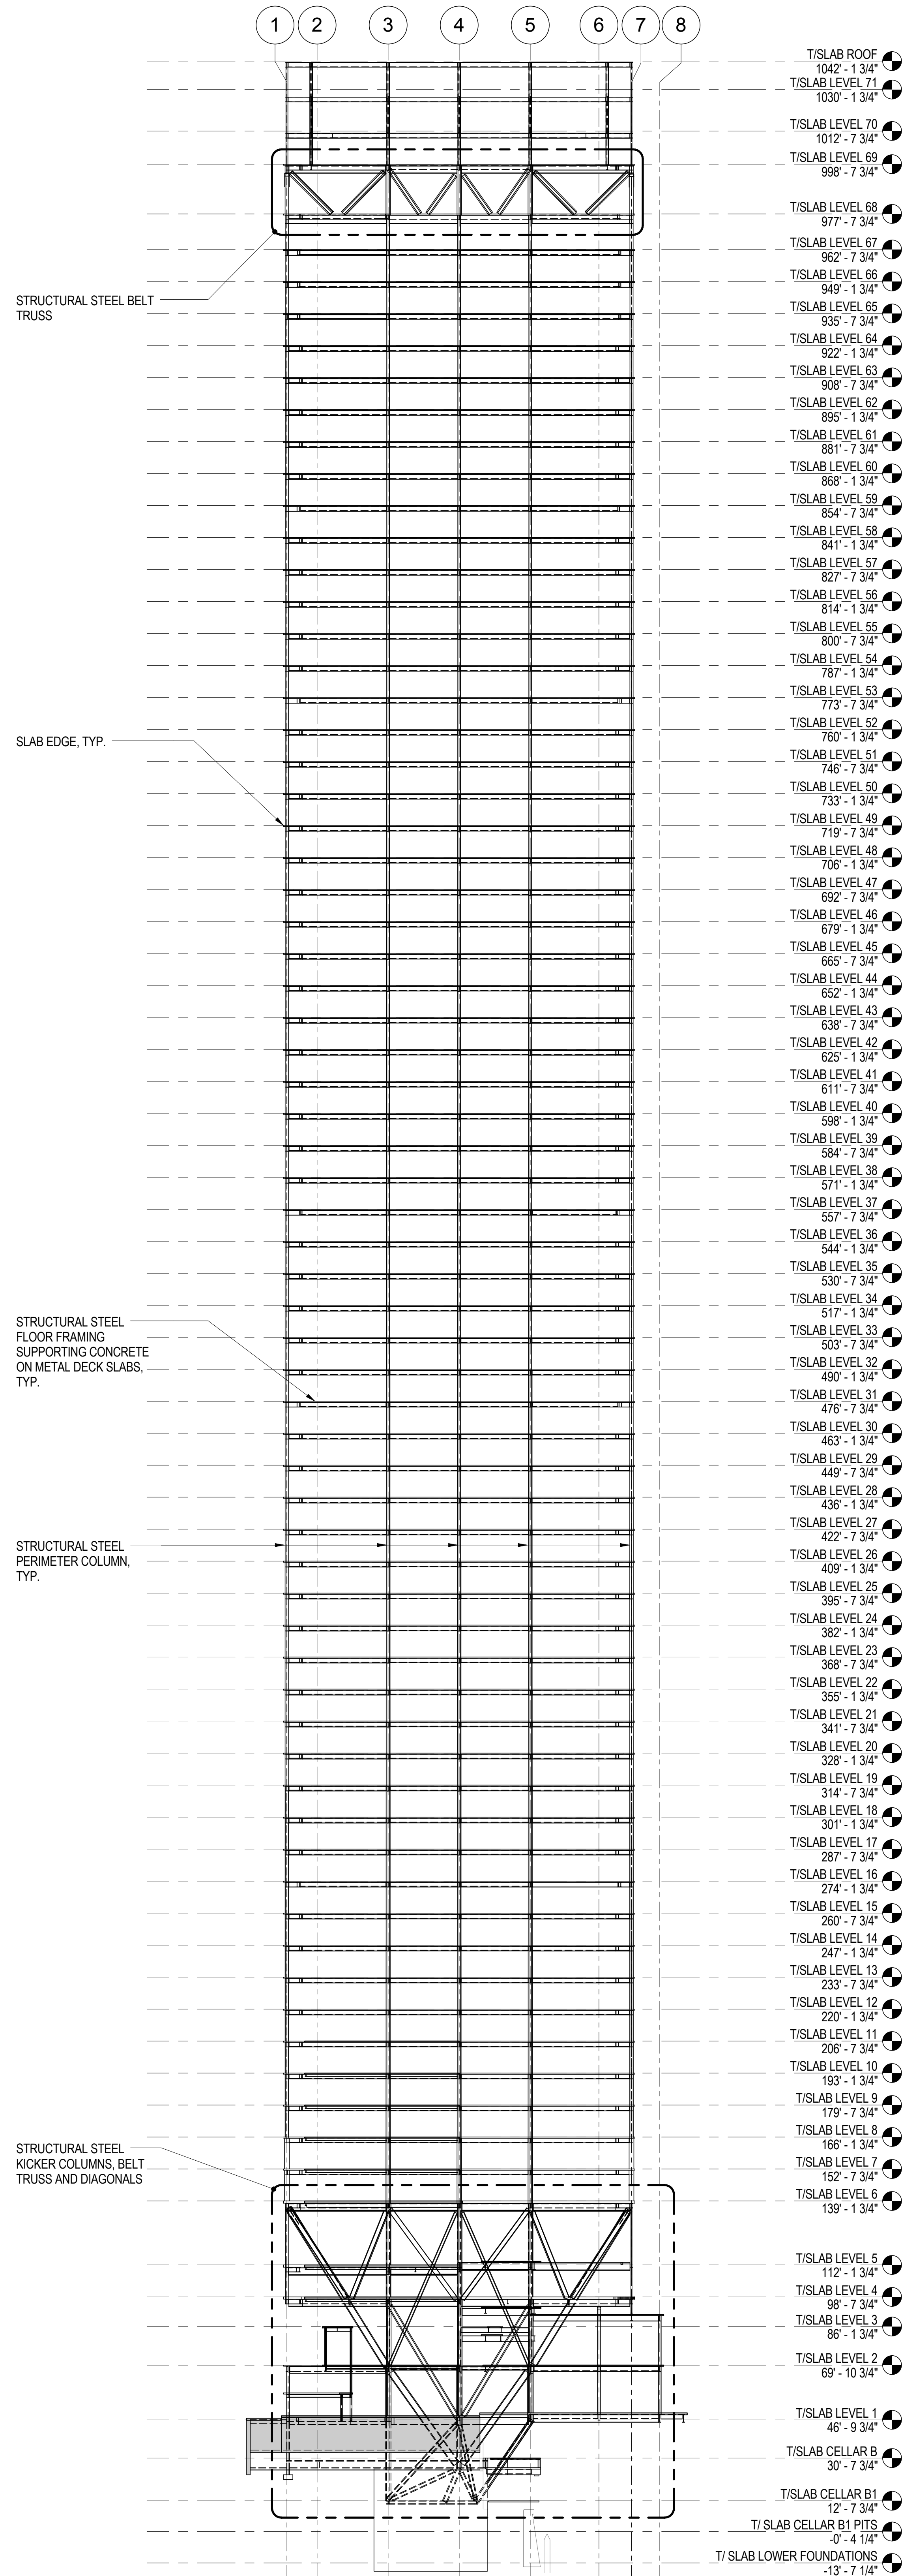 1 2 3 4 5 6 7 8
T/SLAB ROOF
1042' - 1 3/4"
T/SLAB LEVEL 71
1030' - 1 3/4"
T/SLAB LEVEL 70
1012' - 7 3/4"
T/SLAB LEVEL 69
998' - 7 3/4"
T/SLAB LEVEL 68
977' - 7 3/4"
T/SLAB LEVEL 67
962' - 7 3/4"
T/SLAB LEVEL 66
949' - 1 3/4"
STRUCTURAL STEEL BELT
TRUSS
T/SLAB LEVEL 65
935' - 7 3/4"
T/SLAB LEVEL 64
922' - 1 3/4"
T/SLAB LEVEL 63
908' - 7 3/4"
T/SLAB LEVEL 62
895' - 1 3/4"
T/SLAB LEVEL 61
881' - 7 3/4"
T/SLAB LEVEL 60
868' - 1 3/4"
T/SLAB LEVEL 59
854' - 7 3/4"
T/SLAB LEVEL 58
841' - 1 3/4"
T/SLAB LEVEL 57
827' - 7 3/4"
T/SLAB LEVEL 56
814' - 1 3/4"
T/SLAB LEVEL 55
800' - 7 3/4"
T/SLAB LEVEL 54
787' - 1 3/4"
T/SLAB LEVEL 53
773' - 7 3/4"
T/SLAB LEVEL 52
760' - 1 3/4"
SLAB EDGE, TYP.
T/SLAB LEVEL 51
746' - 7 3/4"
T/SLAB LEVEL 50
733' - 1 3/4"
T/SLAB LEVEL 49
719' - 7 3/4"
T/SLAB LEVEL 48
706' - 1 3/4"
T/SLAB LEVEL 47
692' - 7 3/4"
T/SLAB LEVEL 46
679' - 1 3/4"
T/SLAB LEVEL 45
665' - 7 3/4"
T/SLAB LEVEL 44
652' - 1 3/4"
T/SLAB LEVEL 43
638' - 7 3/4"
T/SLAB LEVEL 42
625' - 1 3/4"
T/SLAB LEVEL 41
611' - 7 3/4"
T/SLAB LEVEL 40
598' - 1 3/4"
T/SLAB LEVEL 39
584' - 7 3/4"
T/SLAB LEVEL 38
571' - 1 3/4"
T/SLAB LEVEL 37
557' - 7 3/4"
T/SLAB LEVEL 36
544' - 1 3/4"
T/SLAB LEVEL 35
530' - 7 3/4"
T/SLAB LEVEL 34
517' - 1 3/4"
STRUCTURAL STEEL
FLOOR FRAMING
SUPPORTING CONCRETE
ON METAL DECK SLABS,
TYP.
T/SLAB LEVEL 33
503' - 7 3/4"
T/SLAB LEVEL 32
490' - 1 3/4"
T/SLAB LEVEL 31
476' - 7 3/4"
T/SLAB LEVEL 30
463' - 1 3/4"
T/SLAB LEVEL 29
449' - 7 3/4"
T/SLAB LEVEL 28
436' - 1 3/4"
T/SLAB LEVEL 27
422' - 7 3/4"
STRUCTURAL STEEL
PERIMETER COLUMN,
TYP.
T/SLAB LEVEL 26
409' - 1 3/4"
T/SLAB LEVEL 25
395' - 7 3/4"
T/SLAB LEVEL 24
382' - 1 3/4"
T/SLAB LEVEL 23
368' - 7 3/4"
T/SLAB LEVEL 22
355' - 1 3/4"
T/SLAB LEVEL 21
341' - 7 3/4"
T/SLAB LEVEL 20
328' - 1 3/4"
T/SLAB LEVEL 19
314' - 7 3/4"
T/SLAB LEVEL 18
301' - 1 3/4"
T/SLAB LEVEL 17
287' - 7 3/4"
T/SLAB LEVEL 16
274' - 1 3/4"
T/SLAB LEVEL 15
260' - 7 3/4"
T/SLAB LEVEL 14
247' - 1 3/4"
T/SLAB LEVEL 13
233' - 7 3/4"
T/SLAB LEVEL 12
220' - 1 3/4"
T/SLAB LEVEL 11
206' - 7 3/4"
T/SLAB LEVEL 10
193' - 1 3/4"
T/SLAB LEVEL 9
179' - 7 3/4"
T/SLAB LEVEL 8
166' - 1 3/4"
STRUCTURAL STEEL
KICKER COLUMNS, BELT
TRUSS AND DIAGONALS
T/SLAB LEVEL 7
152' - 7 3/4"
T/SLAB LEVEL 6
139' - 1 3/4"
T/SLAB LEVEL 5
112' - 1 3/4"
T/SLAB LEVEL 4
98' - 7 3/4"
T/SLAB LEVEL 3
86' - 1 3/4"
T/SLAB LEVEL 2
69' - 10 3/4"
T/SLAB LEVEL 1
46' - 9 3/4"
T/SLAB CELLAR B
30' - 7 3/4"
T/SLAB CELLAR B1
12' - 7 3/4"
T/ SLAB CELLAR B1 PITS
-0' - 4 1/4"
T/ SLAB LOWER FOUNDATIONS
-13' - 7 1/4"